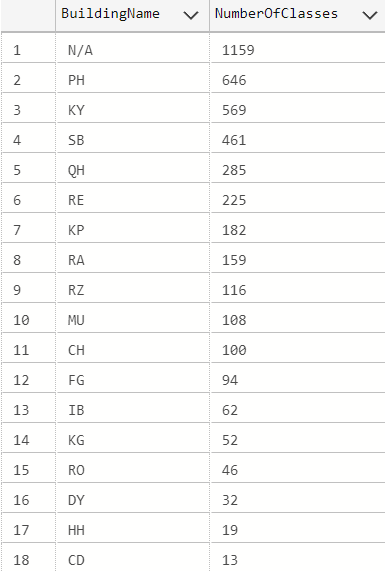 BuildingName NumberOfClasses
1 N/A 1159
2 PH 646
3 KY 569
4 SB 461
5 QH 285
6 RE 225
7 KP 182
8 RA 159
9 RZ 116
10 MU 108
11 CH 100
12 FG 94
13 IB 62
14 KG 52
15 RO 46
16 DY 32
17 HH 19
18 CD 13